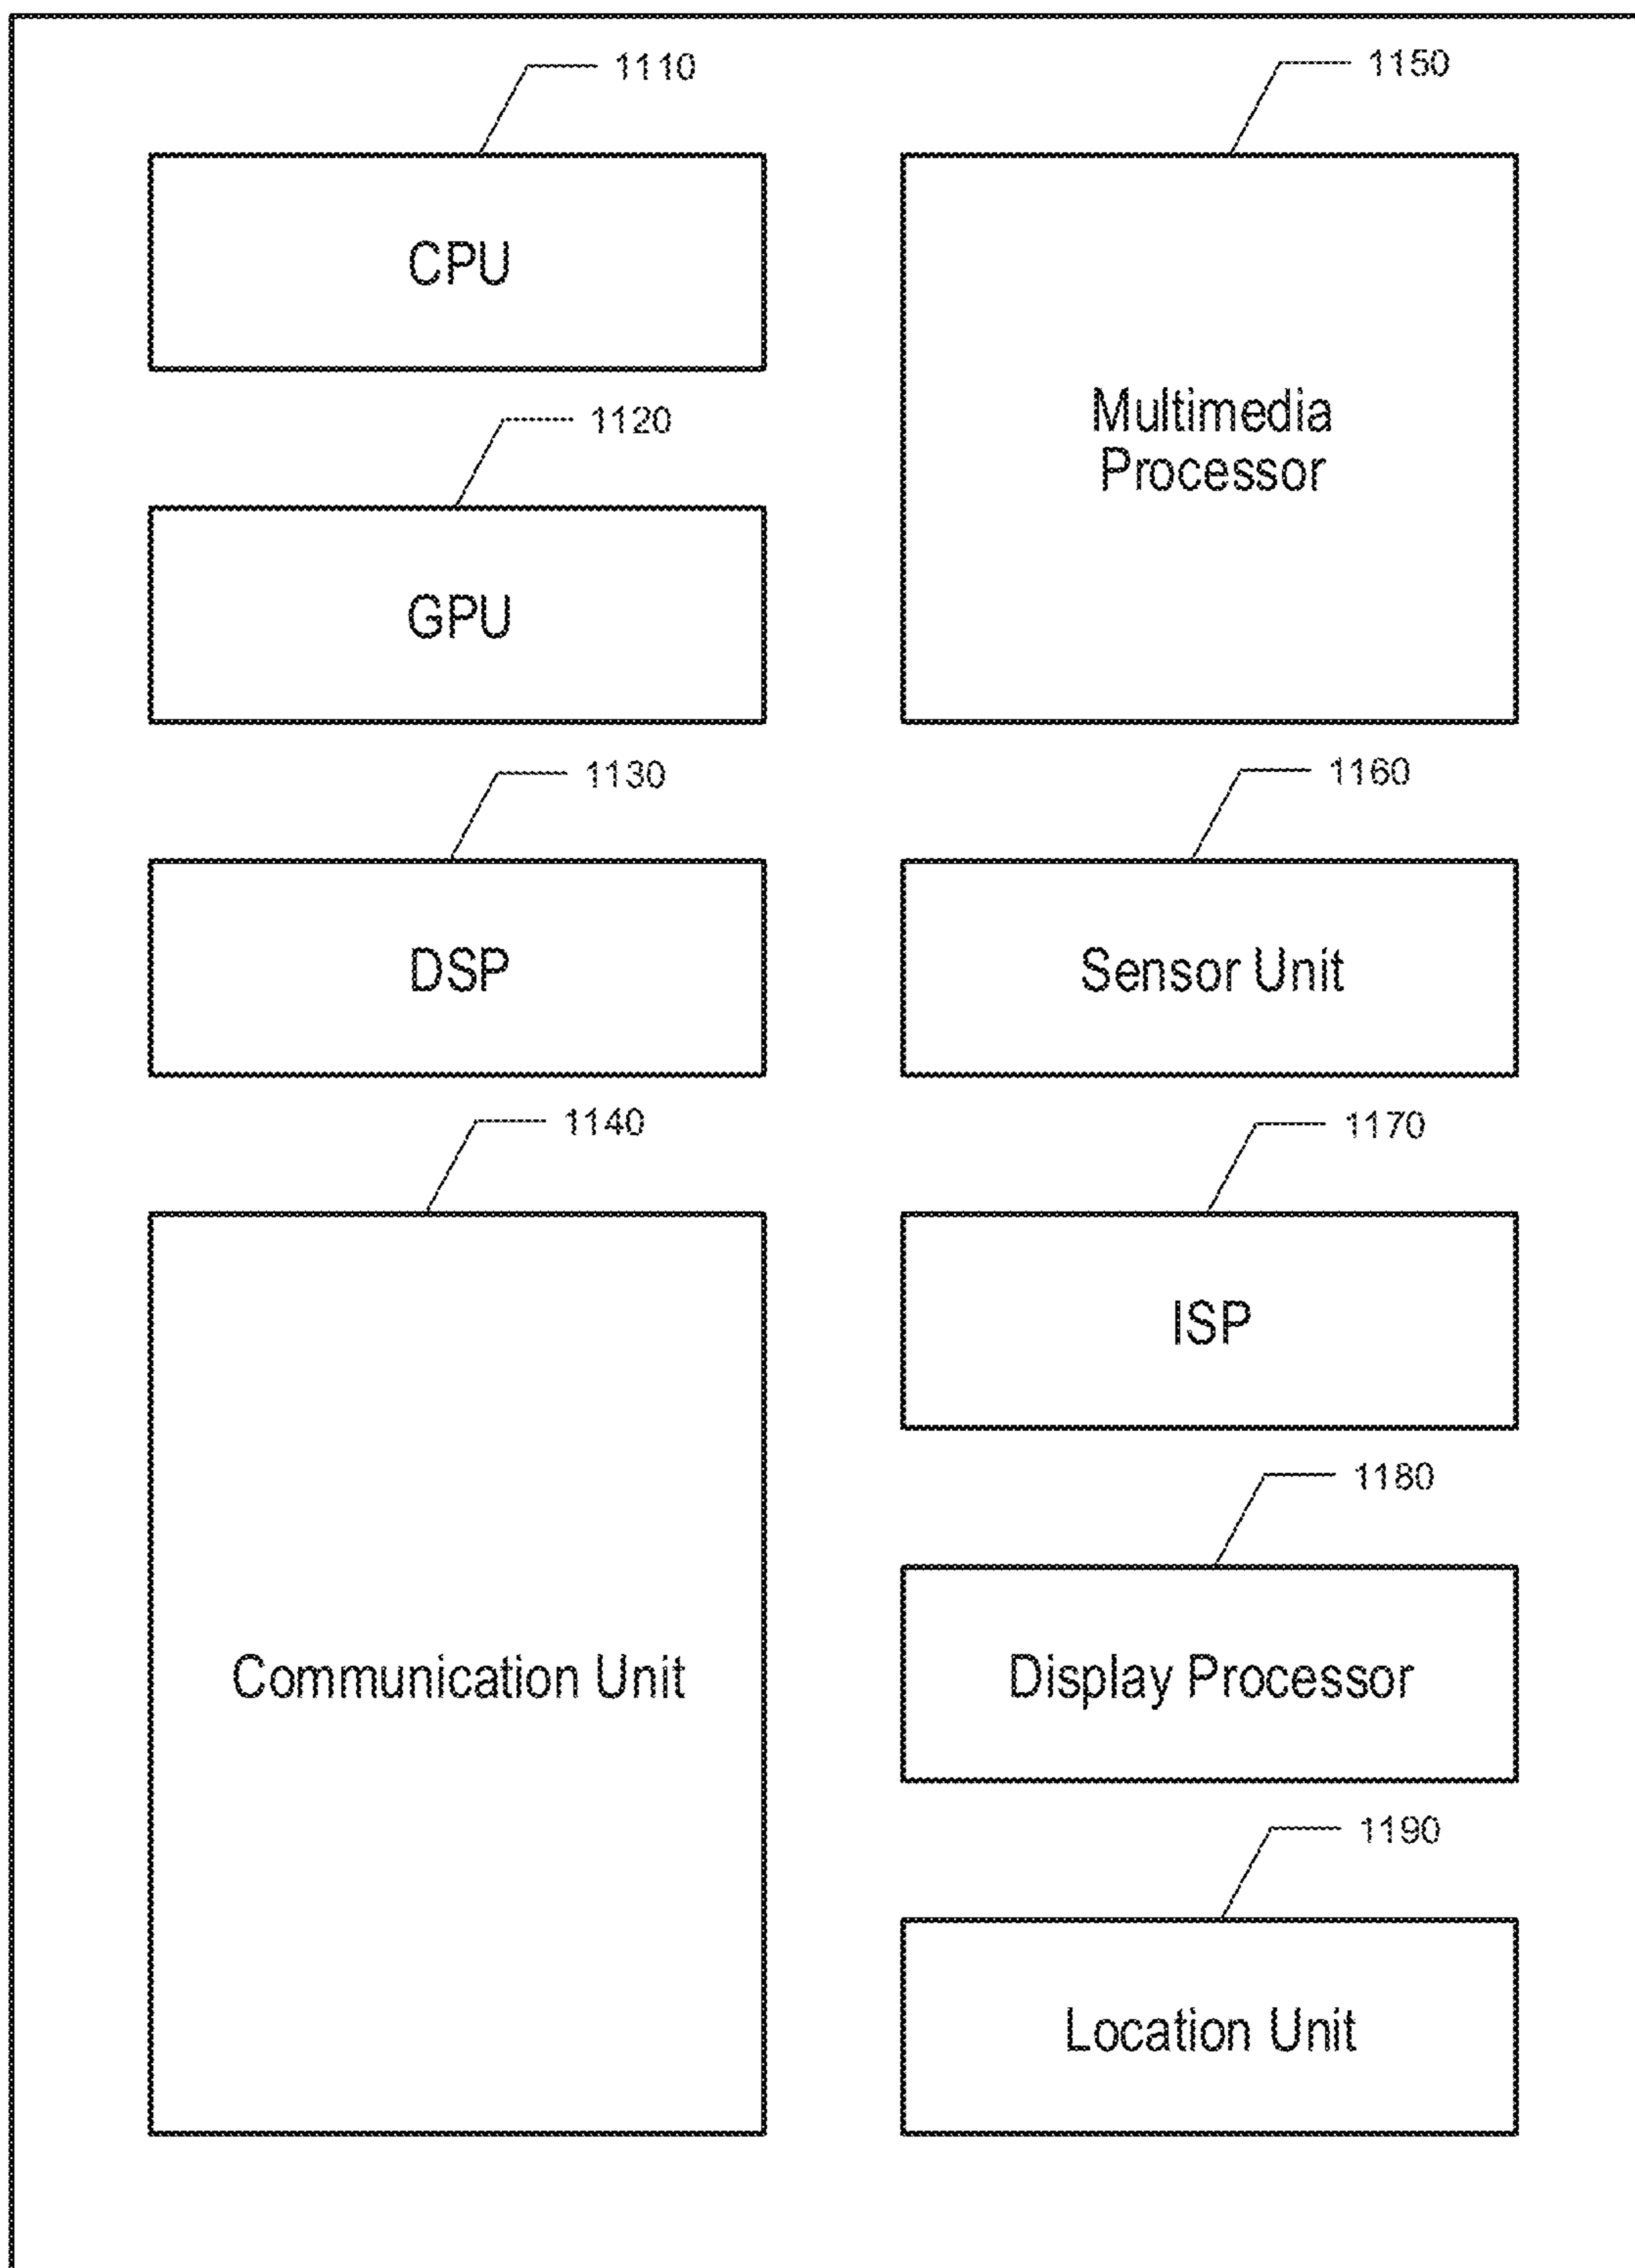 1110
CPU
1120
GPU
1130
DSP
1140
Communication Unit
1150
Multimedia
Processor
1160
Sensor Unit
1170
ISP
1180
Display Processor
1190
Location Unit